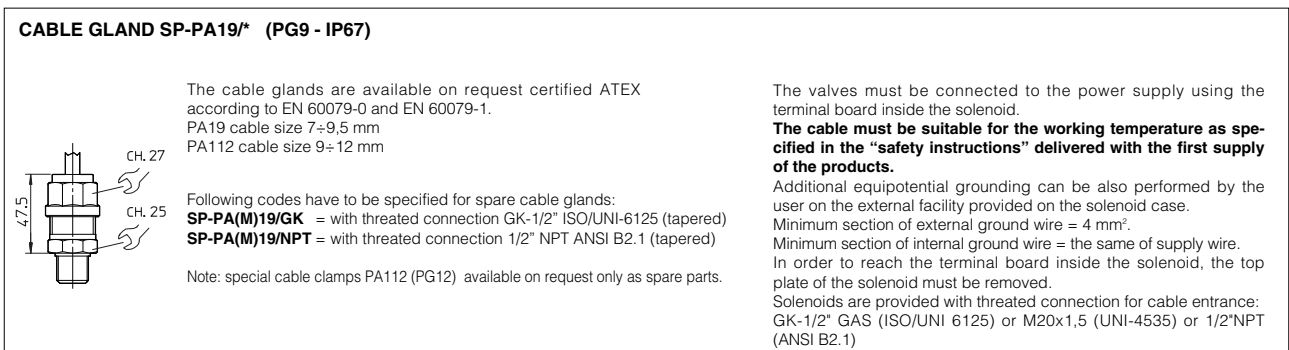 CABLE GLAND SP-PA19/* (PG9 - IP67)
The cable glands are available on request certified ATEX
according to EN 60079-0 and EN 60079-1.
PA19 cable size 7÷9,5 mm
PA112 cable size 9÷12 mm
CH. 27
CH. 25
47.5
Following codes have to be specified for spare cable glands:
SP-PA(M)19/GK = with threated connection GK-1/2” ISO/UNI-6125 (tapered)
SP-PA(M)19/NPT = with threated connection 1/2” NPT ANSI B2.1 (tapered)
Note: special cable clamps PA112 (PG12) available on request only as spare parts.
The valves must be connected to the power supply using the
terminal board inside the solenoid.
The cable must be suitable for the working temperature as spe-
cified in the “safety instructions” delivered with the first supply
of the products.
Additional equipotential grounding can be also performed by the
user on the external facility provided on the solenoid case.
Minimum section of external ground wire = 4 mm².
Minimum section of internal ground wire = the same of supply wire.
In order to reach the terminal board inside the solenoid, the top
plate of the solenoid must be removed.
Solenoids are provided with threated connection for cable entrance:
GK-1/2" GAS (ISO/UNI 6125) or M20x1,5 (UNI-4535) or 1/2"NPT
(ANSI B2.1)